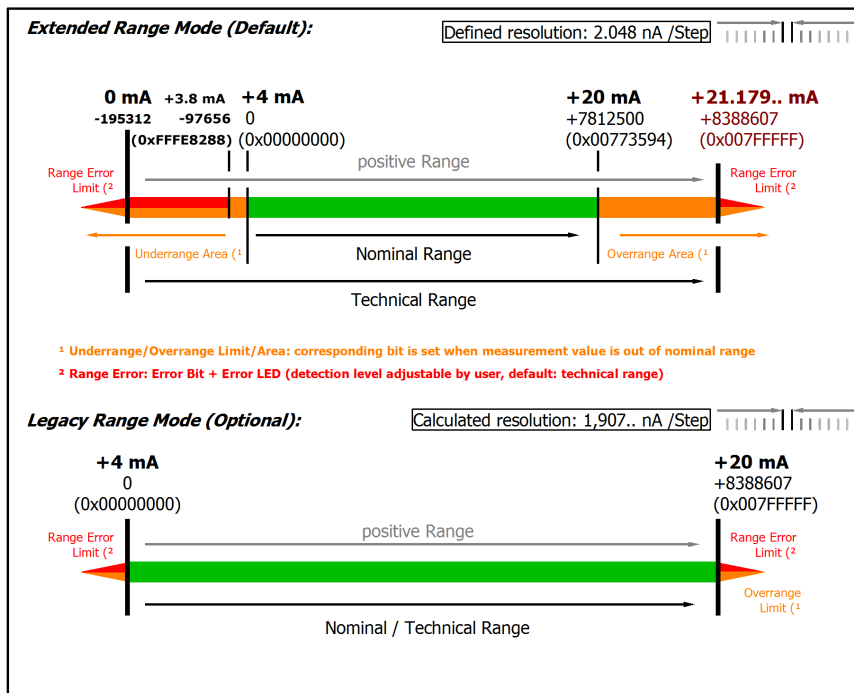 Extended Range Mode (Default):
Defined resolution: 2.048 nA /Step
0 mA +3.8 mA +4 mA +20 mA +21.179.. mA
-195312 -97656 0 +7812500 +8388607
(0xFFFE8288) (0x00000000) (0x00773594) (0x007FFFFF)
positive Range
Range Error
Limit (²
Range Error
Limit (²
Underrange Area (¹
Nominal Range
Overrange Area (¹
Technical Range
¹ Underrange/Overrange Limit/Area: corresponding bit is set when measurement value is out of nominal range
² Range Error: Error Bit + Error LED (detection level adjustable by user, default: technical range)
Legacy Range Mode (Optional):
Calculated resolution: 1,907.. nA /Step
+4 mA +20 mA
0 +8388607
(0x00000000) (0x007FFFFF)
positive Range
Range Error
Limit (²
Range Error
Limit (²
Overrange
Limit (¹
Nominal / Technical Range